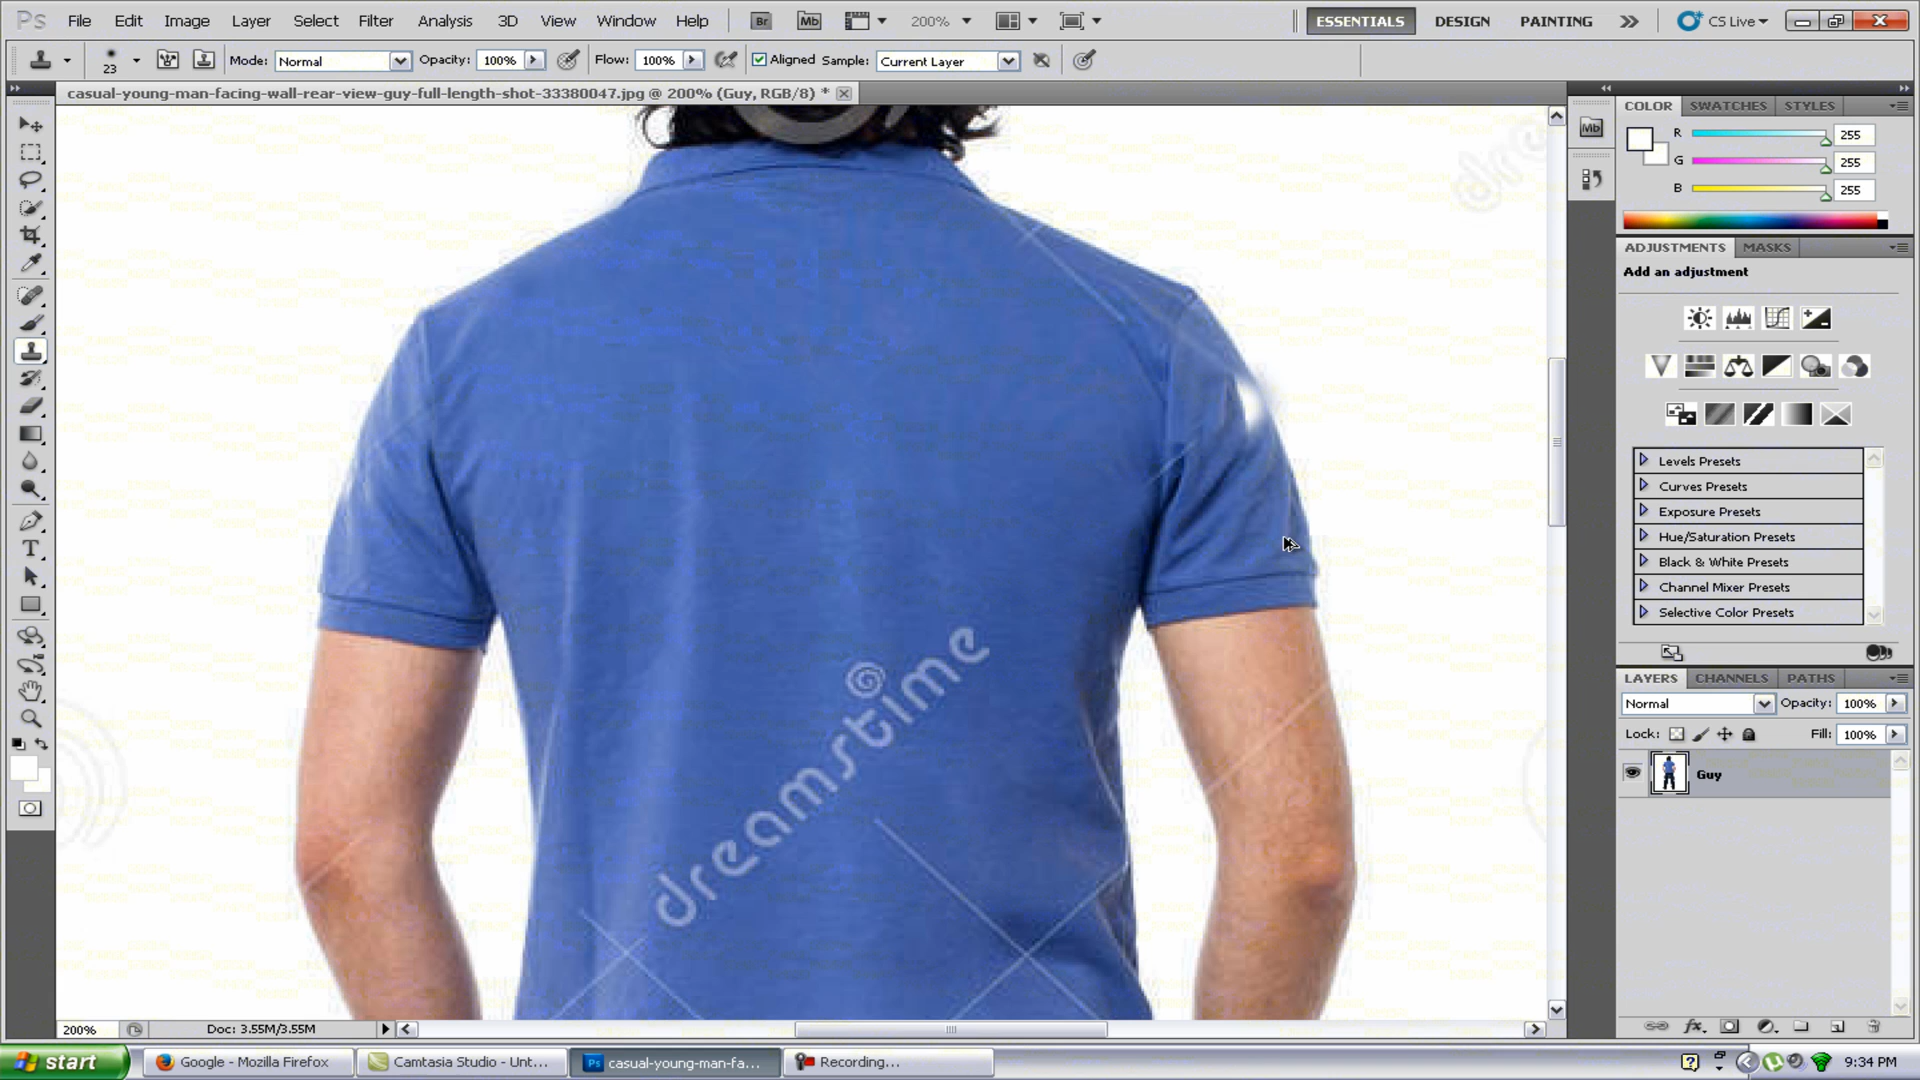 Ps File Edit Image Layer Select Filter Analysis 3D View Window Help Br Mb 200% ESSENTIALS DESIGN PAINTING CS Live
23 Mode: Normal Opacity: 100% Flow: 100% Aligned Sample: Current Layer
casual-young-man-facing-wall-rear-view-guy-full-length-shot-33380047.jpg @ 200% (Guy, RGB/8) *
COLOR SWATCHES STYLES
Mb
R 255
G 255
B 255
ADJUSTMENTS MASKS
Add an adjustment
Levels Presets
Curves Presets
Exposure Presets
Hue/Saturation Presets
Black & White Presets
Channel Mixer Presets
Selective Color Presets
T
dreamstime
LAYERS CHANNELS PATHS
Normal Opacity: 100%
Lock: Fill: 100%
Guy
fx
200% Doc: 3.55M/3.55M
start Google - Mozilla Firefox Camtasia Studio - Unt... Ps casual-young-man-fa... Recording... 9:34 PM